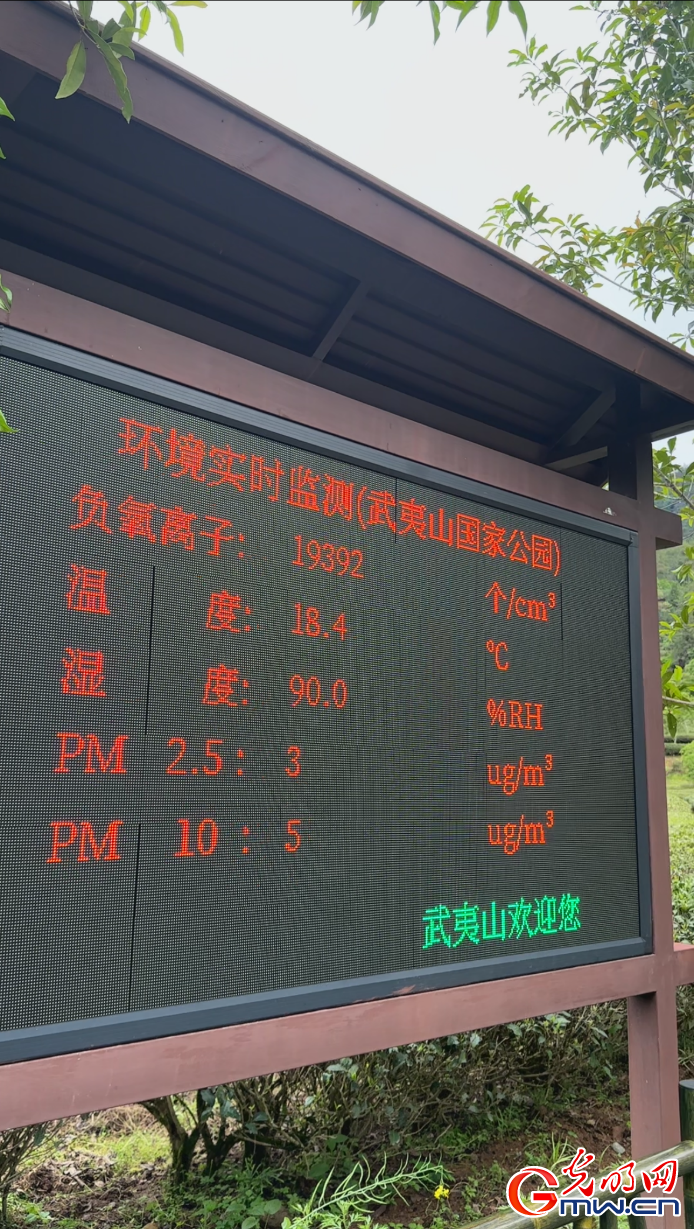 环境实时监测(武夷山国家公园)
负氧离子: 19392 个/cm³
温 度: 18.4 ℃
湿 度: 90.0 %RH
PM 2.5: 3 ug/m³
PM 10: 5 ug/m³
武夷山欢迎您
光明网
Gmw.cn